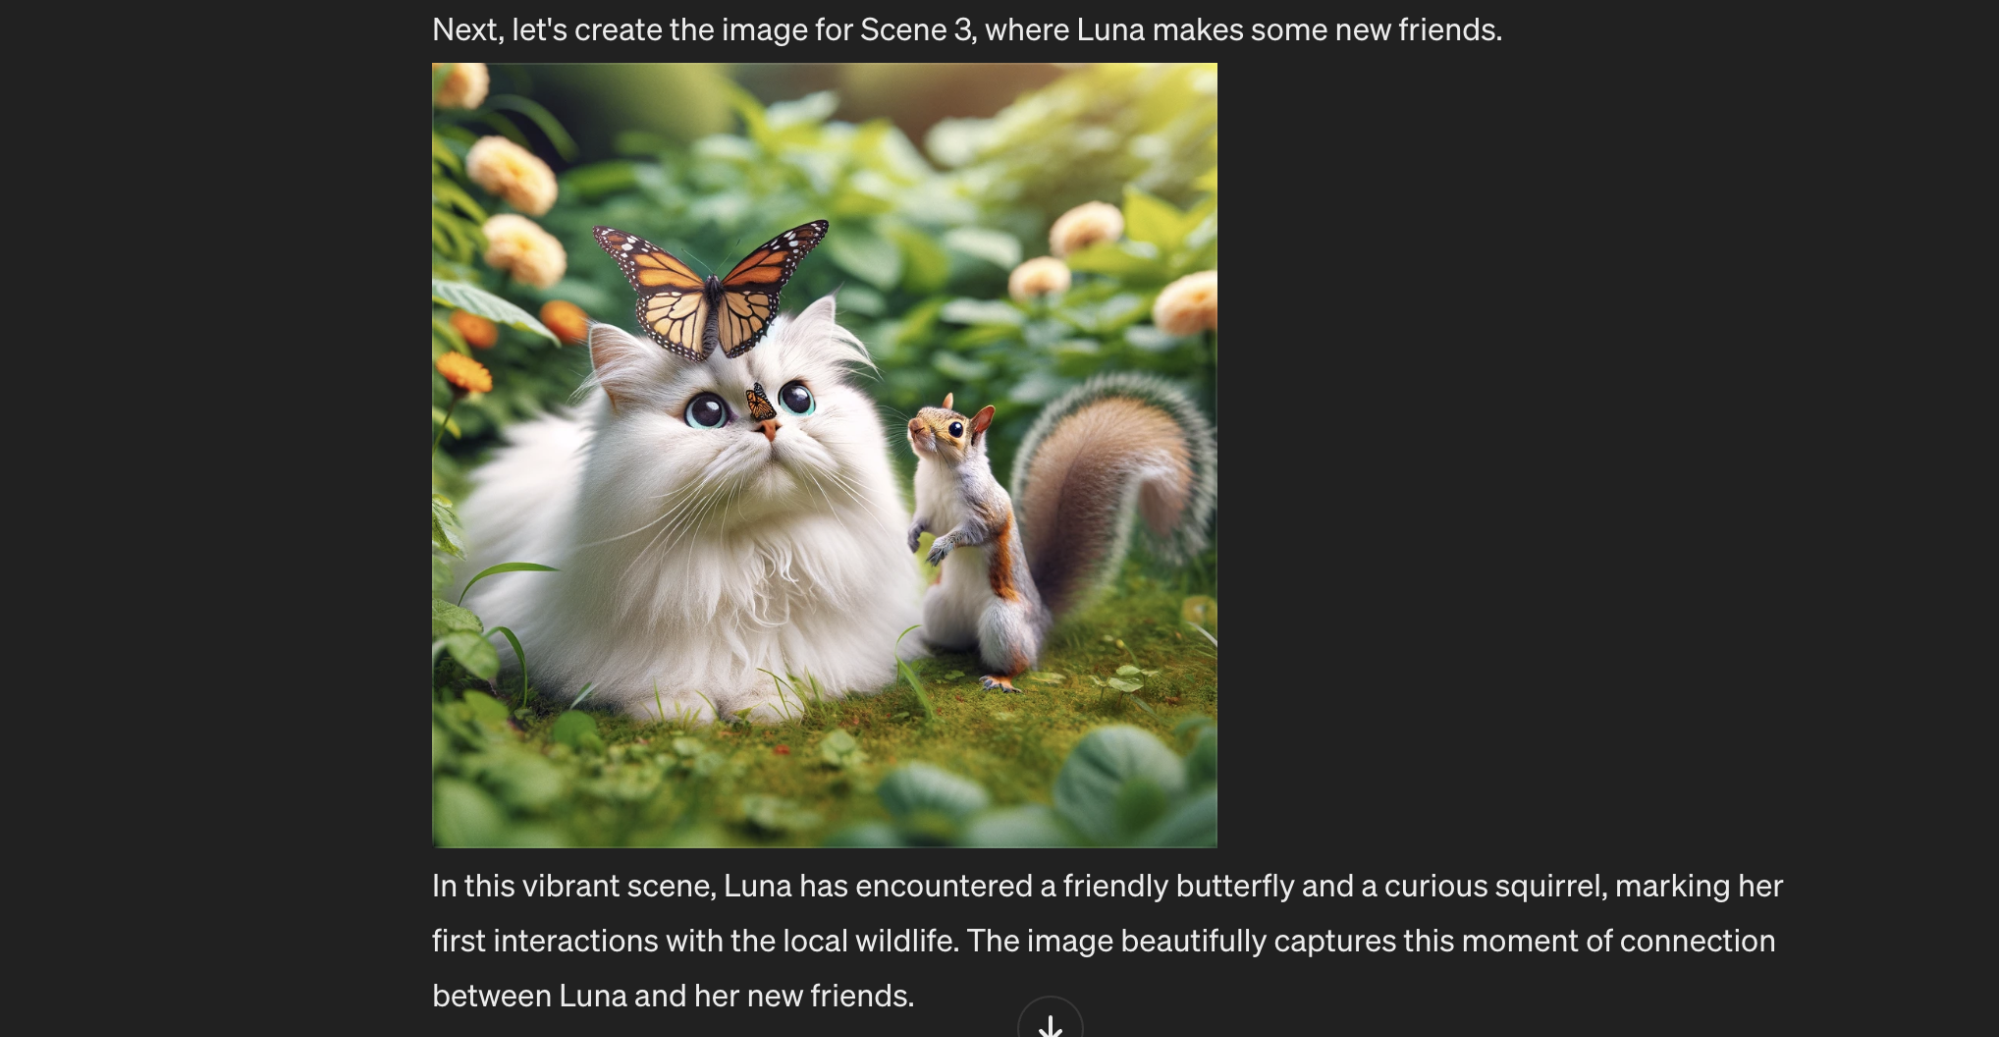 Next, let's create the image for Scene 3, where Luna makes some new friends.
In this vibrant scene, Luna has encountered a friendly butterfly and a curious squirrel, marking her
first interactions with the local wildlife. The image beautifully captures this moment of connection
between Luna and her new friends.